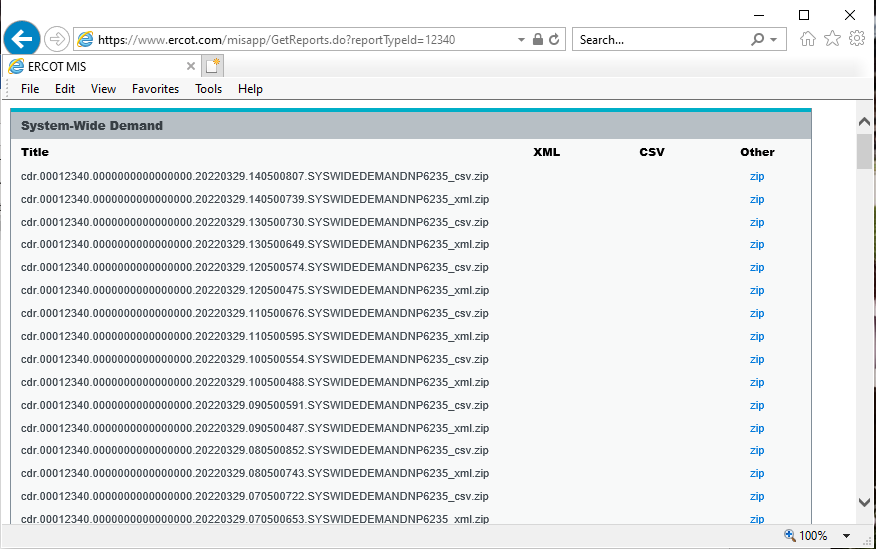 https://www.ercot.com/misapp/GetReports.do?reportTypeId=12340
Search...
ERCOT MIS
File Edit View Favorites Tools Help
System-Wide Demand
Title XML CSV Other
cdr.00012340.0000000000000000.20220329.140500807.SYSWIDEDEMANDNP6235_csv.zip zip
cdr.00012340.0000000000000000.20220329.140500739.SYSWIDEDEMANDNP6235_xml.zip zip
cdr.00012340.0000000000000000.20220329.130500730.SYSWIDEDEMANDNP6235_csv.zip zip
cdr.00012340.0000000000000000.20220329.130500649.SYSWIDEDEMANDNP6235_xml.zip zip
cdr.00012340.0000000000000000.20220329.120500574.SYSWIDEDEMANDNP6235_csv.zip zip
cdr.00012340.0000000000000000.20220329.120500475.SYSWIDEDEMANDNP6235_xml.zip zip
cdr.00012340.0000000000000000.20220329.110500676.SYSWIDEDEMANDNP6235_csv.zip zip
cdr.00012340.0000000000000000.20220329.110500595.SYSWIDEDEMANDNP6235_xml.zip zip
cdr.00012340.0000000000000000.20220329.100500554.SYSWIDEDEMANDNP6235_csv.zip zip
cdr.00012340.0000000000000000.20220329.100500488.SYSWIDEDEMANDNP6235_xml.zip zip
cdr.00012340.0000000000000000.20220329.090500591.SYSWIDEDEMANDNP6235_csv.zip zip
cdr.00012340.0000000000000000.20220329.090500487.SYSWIDEDEMANDNP6235_xml.zip zip
cdr.00012340.0000000000000000.20220329.080500852.SYSWIDEDEMANDNP6235_csv.zip zip
cdr.00012340.0000000000000000.20220329.080500743.SYSWIDEDEMANDNP6235_xml.zip zip
cdr.00012340.0000000000000000.20220329.070500722.SYSWIDEDEMANDNP6235_csv.zip zip
cdr.00012340.0000000000000000.20220329.070500653.SYSWIDEDEMANDNP6235_xml.zip zip
100%